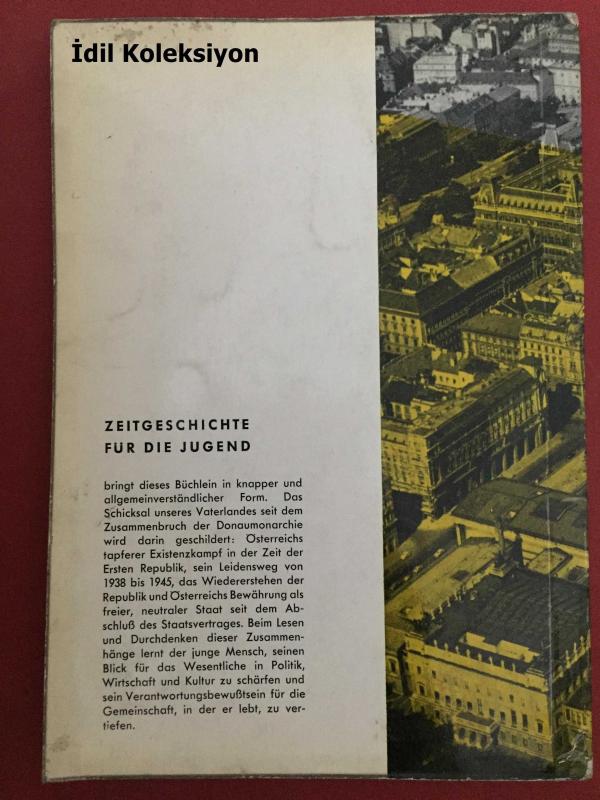 İdil Koleksiyon
ZEITGESCHICHTE
FÜR DIE JUGEND
bringt dieses Büchlein in knapper und
allgemeinverständlicher Form. Das
Schicksal unseres Vaterlandes seit dem
Zusammenbruch der Donaumonarchie
wird darin geschildert: Österreichs
tapferer Existenzkampf in der Zeit der
Ersten Republik, sein Leidensweg von
1938 bis 1945, das Wiedererstehen der
Republik und Österreichs Bewährung als
freier, neutraler Staat seit dem Ab-
schluß des Staatsvertrages. Beim Lesen
und Durchdenken dieser Zusammen-
hänge lernt der junge Mensch, seinen
Blick für das Wesentliche in Politik,
Wirtschaft und Kultur zu schärfen und
sein Verantwortungsbewußtsein für die
Gemeinschaft, in der er lebt, zu ver-
tiefen.